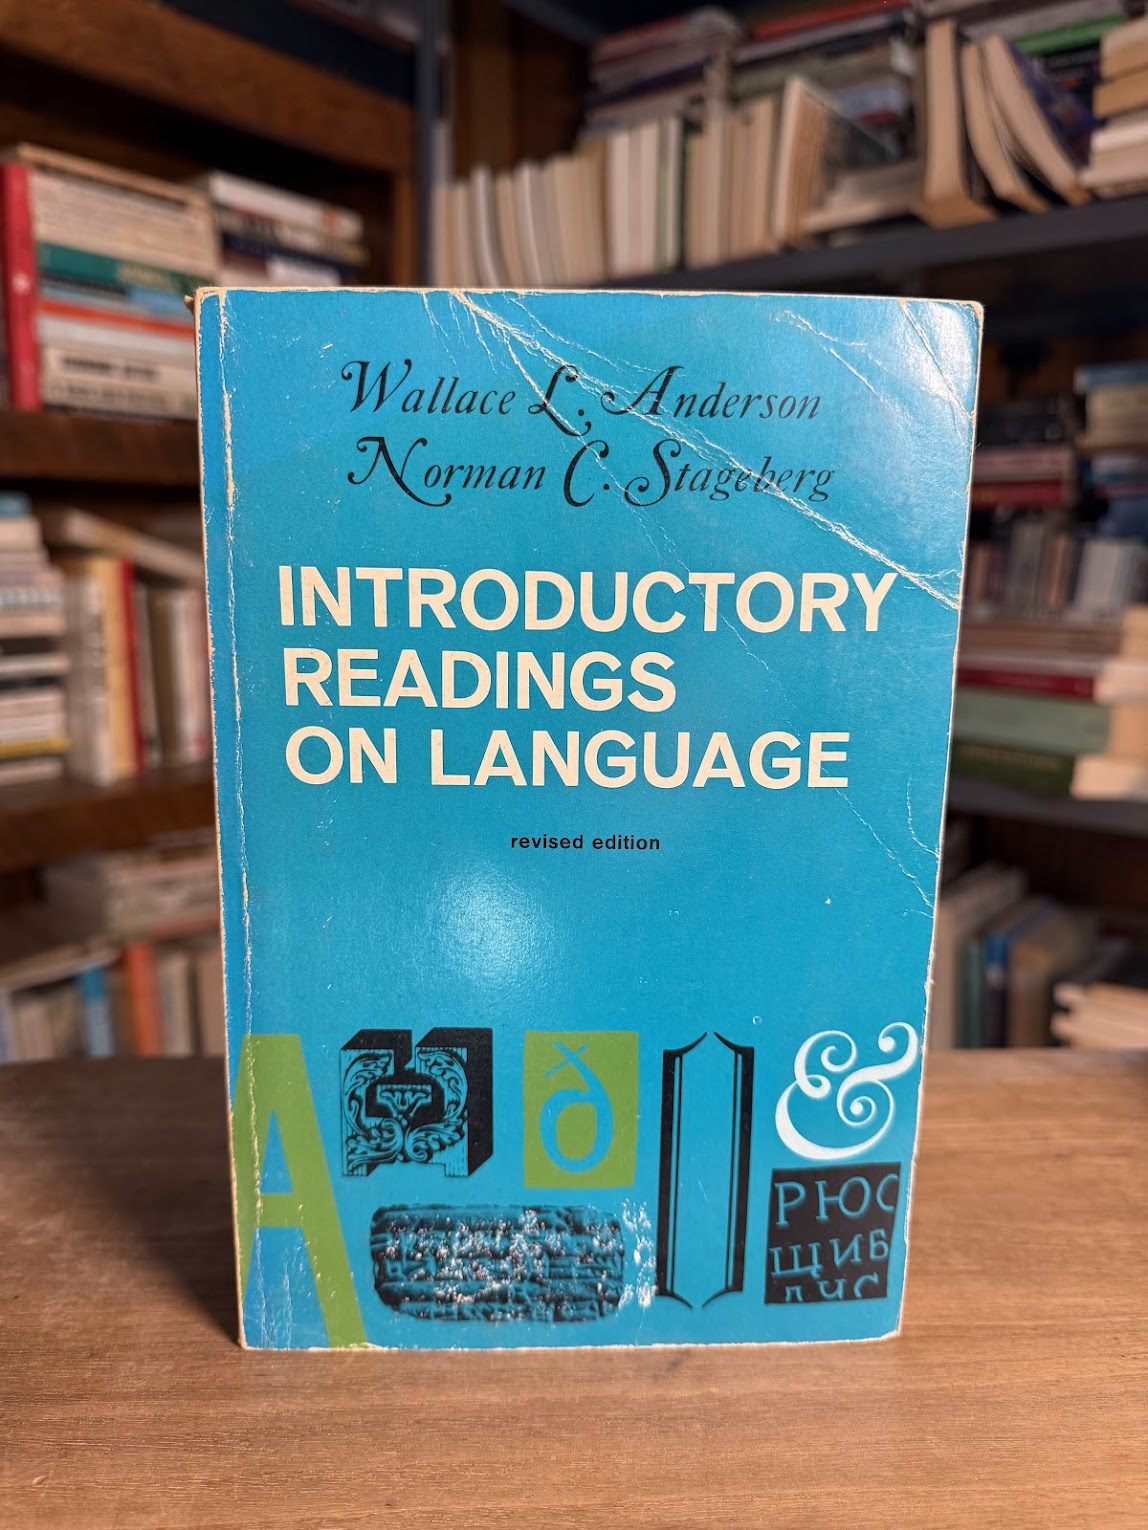 Wallace L. Anderson
Norman C. Stageberg
INTRODUCTORY
READINGS
ON LANGUAGE
revised edition
A
ð
&
РЮС
ЩИБ